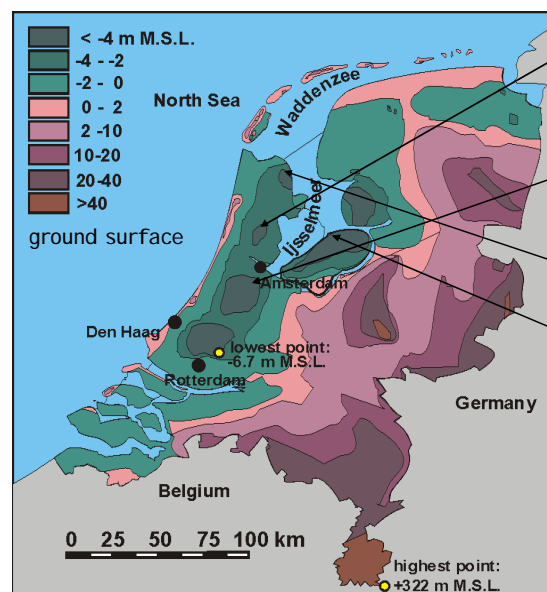 < -4 m M.S.L.
-4 - -2
-2 - 0
0 - 2
2 -10
10-20
20-40
>40
ground surface
North Sea
Waddenzee
Ijsselmeer
Amsterdam
Den Haag
lowest point:
-6.7 m M.S.L.
Rotterdam
Germany
Belgium
0 25 50 75 100 km
highest point:
+322 m M.S.L.